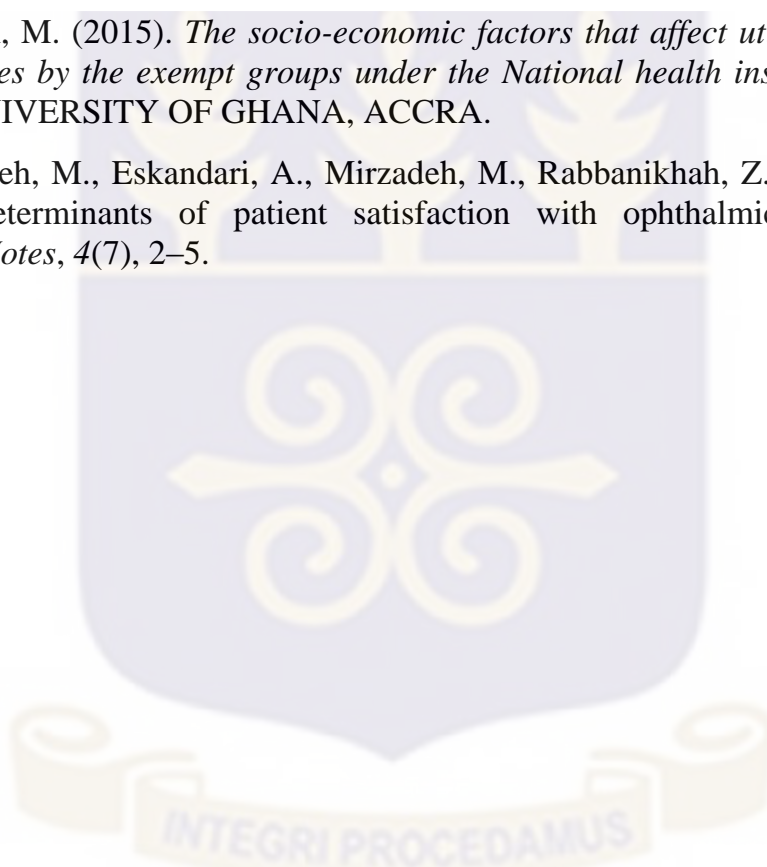 , M. (2015). The socio-economic factors that affect ut
es by the exempt groups under the National health ins
IVERSITY OF GHANA, ACCRA.
eh, M., Eskandari, A., Mirzadeh, M., Rabbanikhah, Z.
eterminants of patient satisfaction with ophthalmic
otes, 4(7), 2–5.
INTEGRI PROCEDAMUS